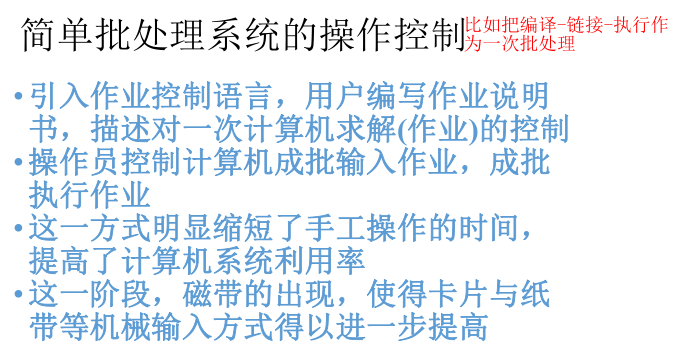 简单批处理系统的操作控制
比如把编译-链接-执行作
为一次批处理
•引入作业控制语言，用户编写作业说明
书，描述对一次计算机求解(作业)的控制
•操作员控制计算机成批输入作业，成批
执行作业
•这一方式明显缩短了手工操作的时间，
提高了计算机系统利用率
•这一阶段，磁带的出现，使得卡片与纸
带等机械输入方式得以进一步提高